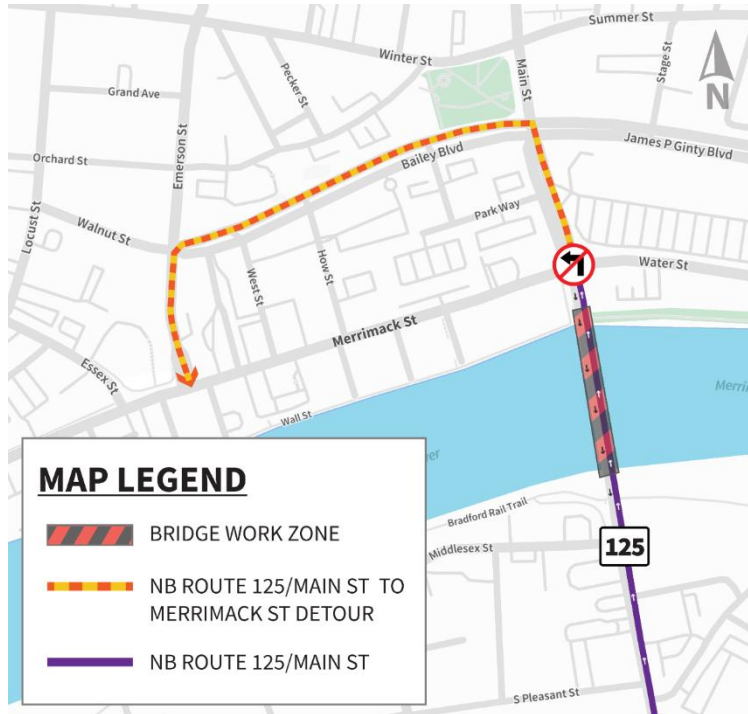 Summer St
Winter St
Main St
Stage St
Pecker St
Grand Ave
N
Emerson St
James P Ginty Blvd
Bailey Blvd
Orchard St
Locust St
Walnut St
Park Way
How St
West St
Water St
Merrimack St
Essex St
Wall St
MAP LEGEND
BRIDGE WORK ZONE
NB ROUTE 125/MAIN ST TO
MERRIMACK ST DETOUR
NB ROUTE 125/MAIN ST
Bradford Rail Trail
Middlesex St
125
S Pleasant St